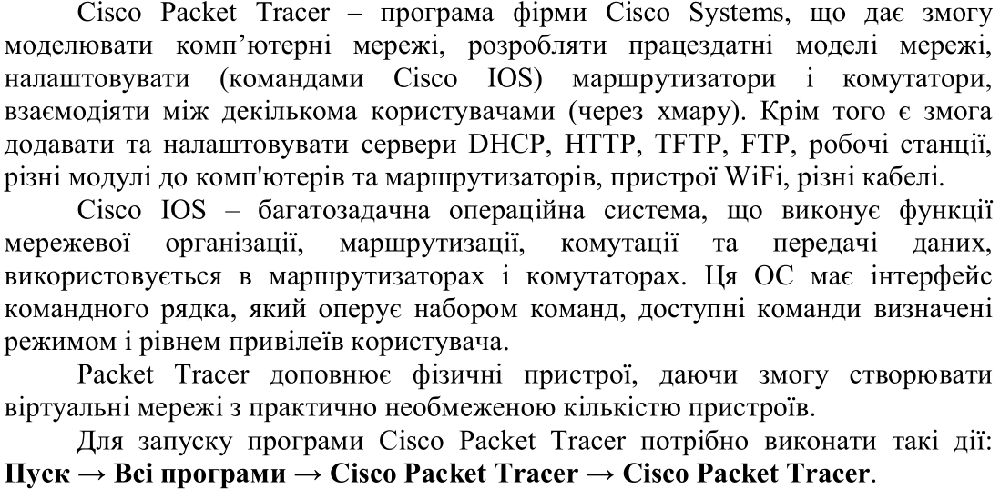 Cisco Packet Tracer – програма фірми Cisco Systems, що дає змогу
моделювати комп’ютерні мережі, розробляти працездатні моделі мережі,
налаштовувати (командами Cisco IOS) маршрутизатори і комутатори,
взаємодіяти між декількома користувачами (через хмару). Крім того є змога
додавати та налаштовувати сервери DHCP, HTTP, TFTP, FTP, робочі станції,
різні модулі до комп'ютерів та маршрутизаторів, пристрої WiFi, різні кабелі.
Cisco IOS – багатозадачна операційна система, що виконує функції
мережевої організації, маршрутизації, комутації та передачі даних,
використовується в маршрутизаторах і комутаторах. Ця ОС має інтерфейс
командного рядка, який оперує набором команд, доступні команди визначені
режимом і рівнем привілеїв користувача.
Packet Tracer доповнює фізичні пристрої, даючи змогу створювати
віртуальні мережі з практично необмеженою кількістю пристроїв.
Для запуску програми Cisco Packet Tracer потрібно виконати такі дії:
Пуск → Всі програми → Cisco Packet Tracer → Cisco Packet Tracer.